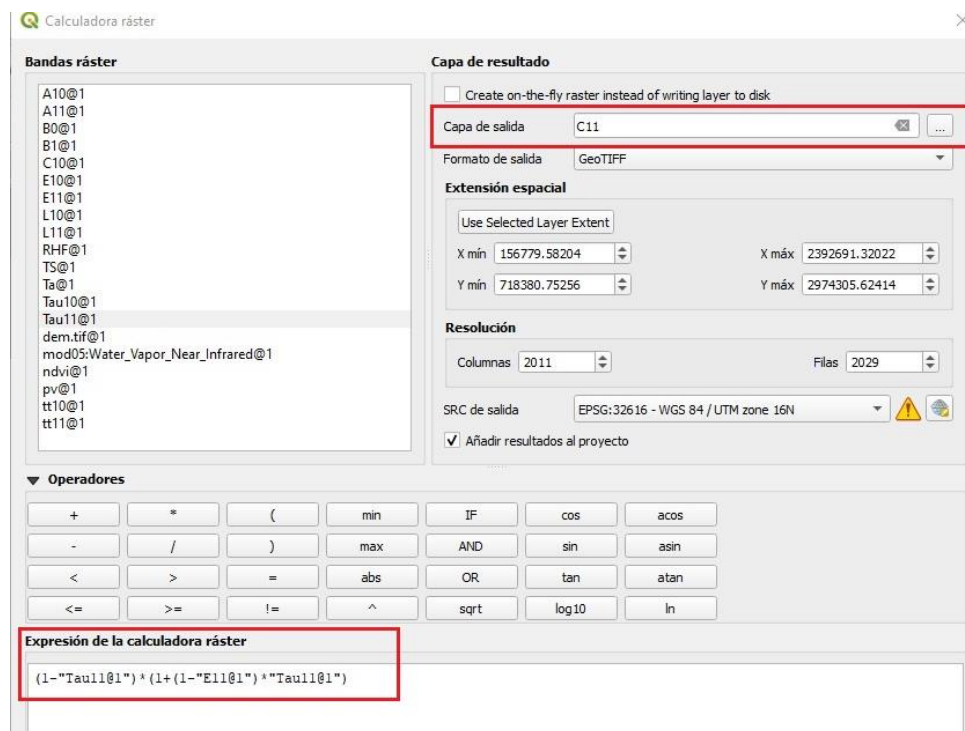 Calculadora ráster
Bandas ráster
A10@1
A11@1
B0@1
B1@1
C10@1
E10@1
E11@1
L10@1
L11@1
RHF@1
TS@1
Ta@1
Tau10@1
Tau11@1
dem.tif@1
mod05:Water_Vapor_Near_Infrared@1
ndvi@1
pv@1
tt10@1
tt11@1
Capa de resultado
Create on-the-fly raster instead of writing layer to disk
Capa de salida C11 ...
Formato de salida GeoTIFF
Extensión espacial
Use Selected Layer Extent
X mín 156779.58204 X máx 2392691.32022
Y mín 718380.75256 Y máx 2974305.62414
Resolución
Columnas 2011 Filas 2029
SRC de salida EPSG:32616 - WGS 84 / UTM zone 16N
Añadir resultados al proyecto
Operadores
+ * ( min IF cos acos
- / ) max AND sin asin
< > = abs OR tan atan
<= >= != ^ sqrt log10 ln
Expresión de la calculadora ráster
(1-"Tau11@1")*(1+(1-"E11@1")*"Tau11@1")